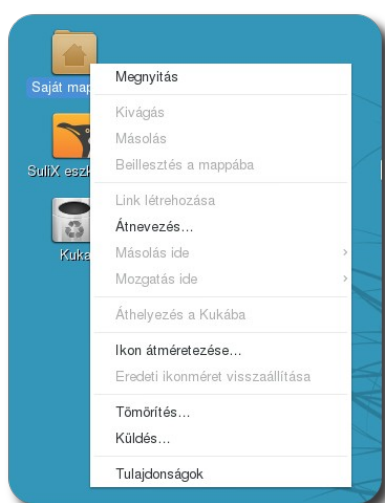 Saját map
Megnyitás
Kivágás
Másolás
Beillesztés a mappába
SuliX esz
Link létrehozása
Átnevezés...
Másolás ide
Mozgatás ide
Kuka
Áthelyezés a Kukába
Ikon átméretezése...
Eredeti ikonméret visszaállítása
Tömörítés...
Küldés...
Tulajdonságok